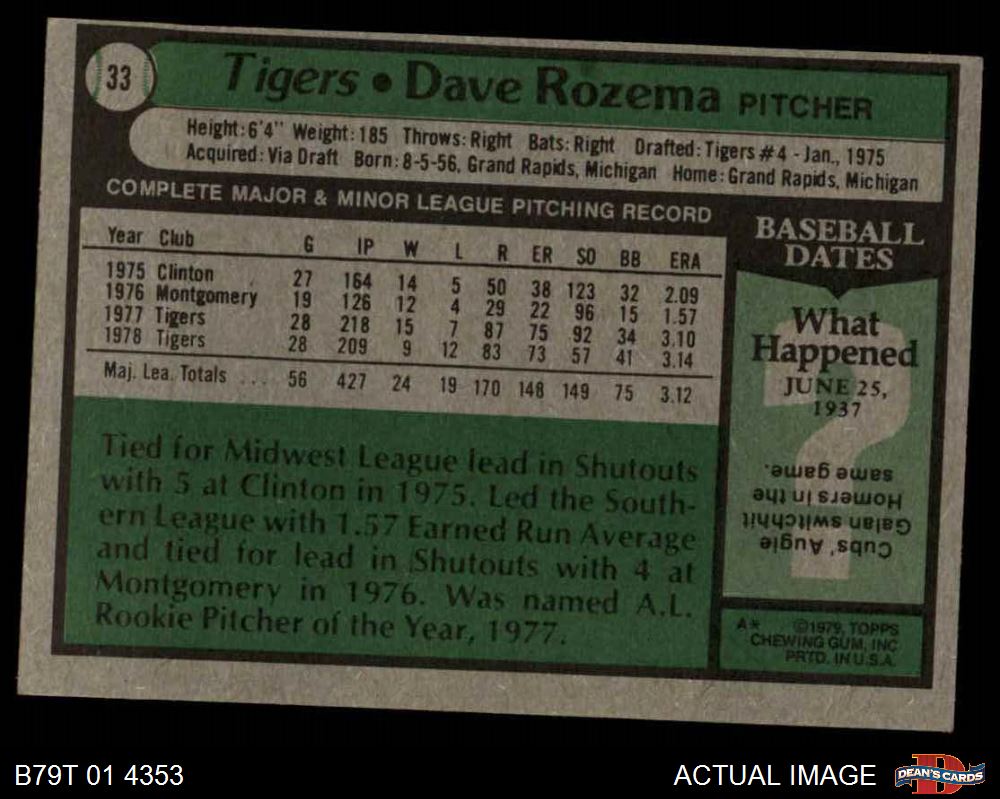 33
Tigers • Dave Rozema PITCHER
Height: 6'4" Weight: 185 Throws: Right Bats: Right Drafted: Tigers #4 - Jan., 1975
Acquired: Via Draft Born: 8-5-56, Grand Rapids, Michigan Home: Grand Rapids, Michigan
COMPLETE MAJOR & MINOR LEAGUE PITCHING RECORD
Year Club G IP W L R ER SO BB ERA
1975 Clinton 27 164 14 5 50 38 123 32 2.09
1976 Montgomery 19 126 12 4 29 22 96 15 1.57
1977 Tigers 28 218 15 7 87 75 92 34 3.10
1978 Tigers 28 209 9 12 83 73 57 41 3.14
Maj. Lea. Totals ... 56 427 24 19 170 148 149 75 3.12
Tied for Midwest League lead in Shutouts
with 5 at Clinton in 1975. Led the South-
ern League with 1.57 Earned Run Average
and tied for lead in Shutouts with 4 at
Montgomery in 1976. Was named A.L.
Rookie Pitcher of the Year, 1977.
BASEBALL
DATES
What
Happened
JUNE 25,
1937
?
Cubs' Augie
Galan switchhit
Homers in the
same game.
A* ©1979, TOPPS
CHEWING GUM, INC
PRTD. IN U.S.A.
B79T 01 4353
ACTUAL IMAGE
D
DEAN'S CARDS